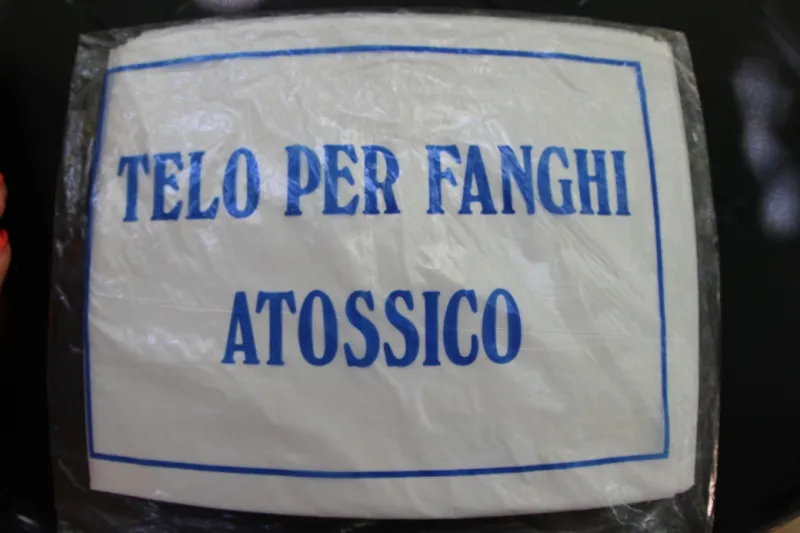 TELO PER FANGHI
ATOSSICO